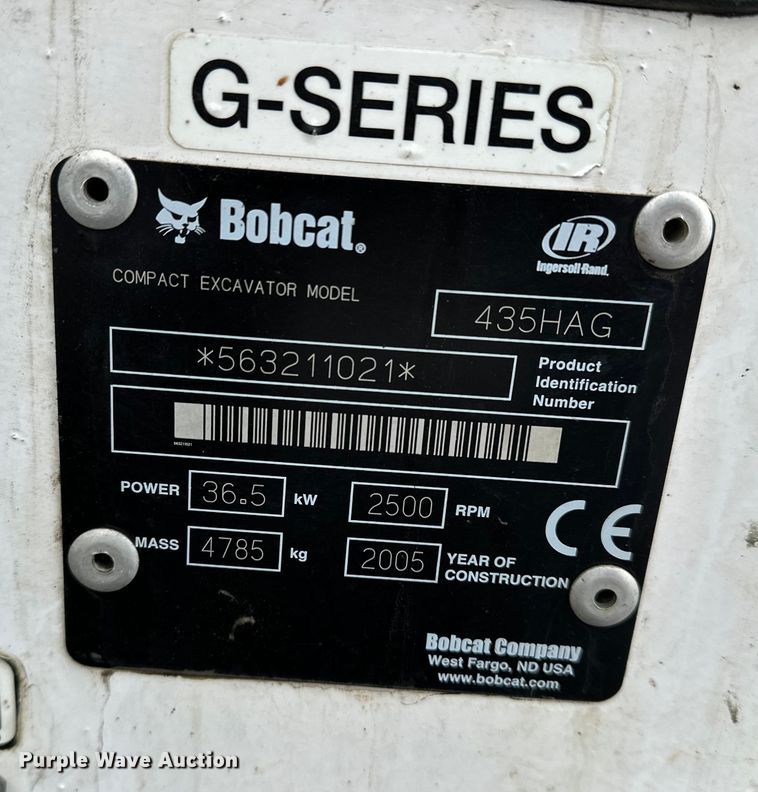 G-SERIES
Bobcat®
IR
Ingersoll-Rand.
COMPACT EXCAVATOR MODEL
435HAG
*563211021*
Product
Identification
Number
563211021
POWER 36.5 kW 2500 RPM
MASS 4785 kg 2005 YEAR OF
CONSTRUCTION
CE
Bobcat Company
West Fargo, ND USA
www.bobcat.com
Purple Wave Auction